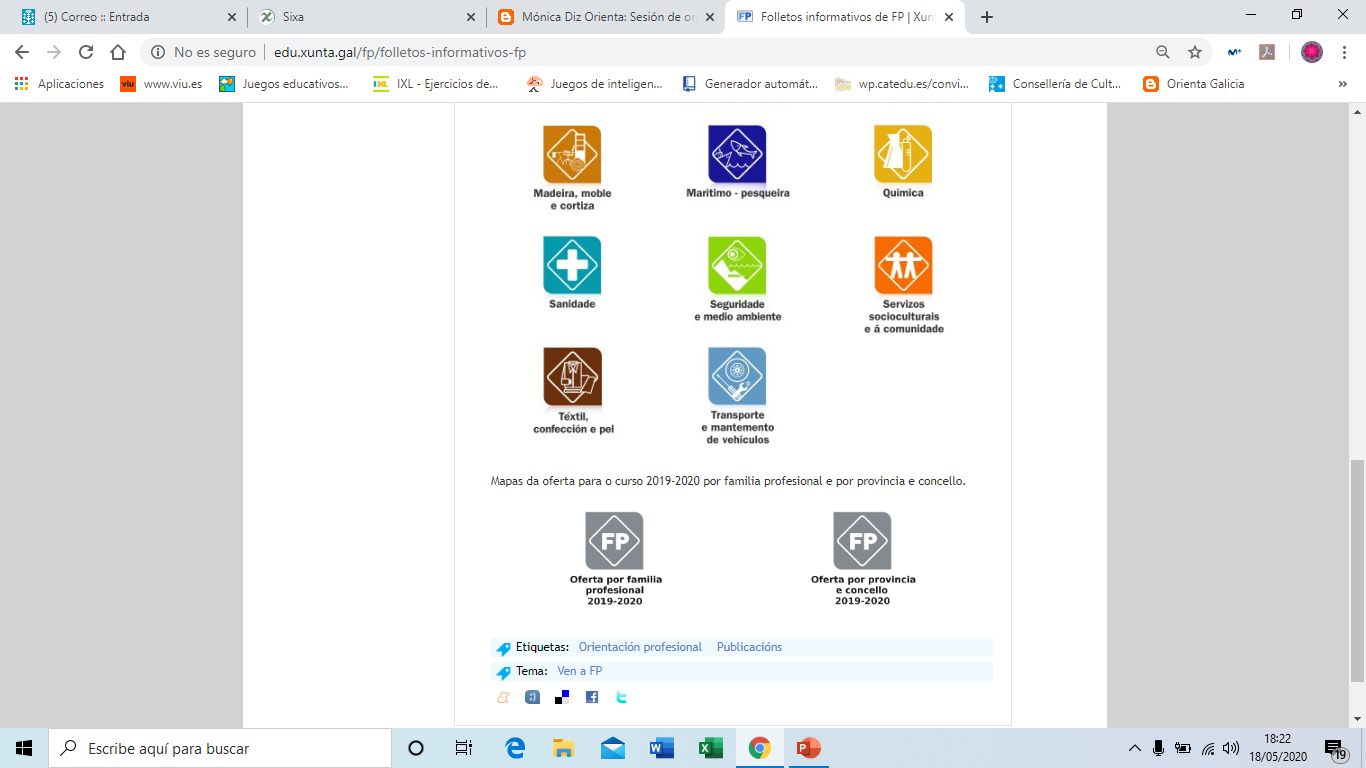 (5) Correo :: Entrada
Sixa
Mónica Diz Orienta: Sesión de or
Folletos informativos de FP | Xun
No es seguro | edu.xunta.gal/fp/folletos-informativos-fp
Aplicaciones
viu www.viu.es
Juegos educativos...
IXL - Ejercicios de...
Juegos de inteligen...
Generador automát...
wp.catedu.es/convi...
Consellería de Cult...
Orienta Galicia
»
Madeira, moble
e cortiza
Marítimo - pesqueira
Química
Sanidade
Seguridade
e medio ambiente
Servizos
socioculturais
e á comunidade
Téxtil,
confección e pel
Transporte
e mantemento
de vehículos
Mapas da oferta para o curso 2019-2020 por familia profesional e por provincia e concello.
FP
Oferta por familia
profesional
2019-2020
FP
Oferta por provincia
e concello
2019-2020
Etiquetas: Orientación profesional Publicacións
Tema: Ven a FP
Escribe aquí para buscar
18:22
18/05/2020
19